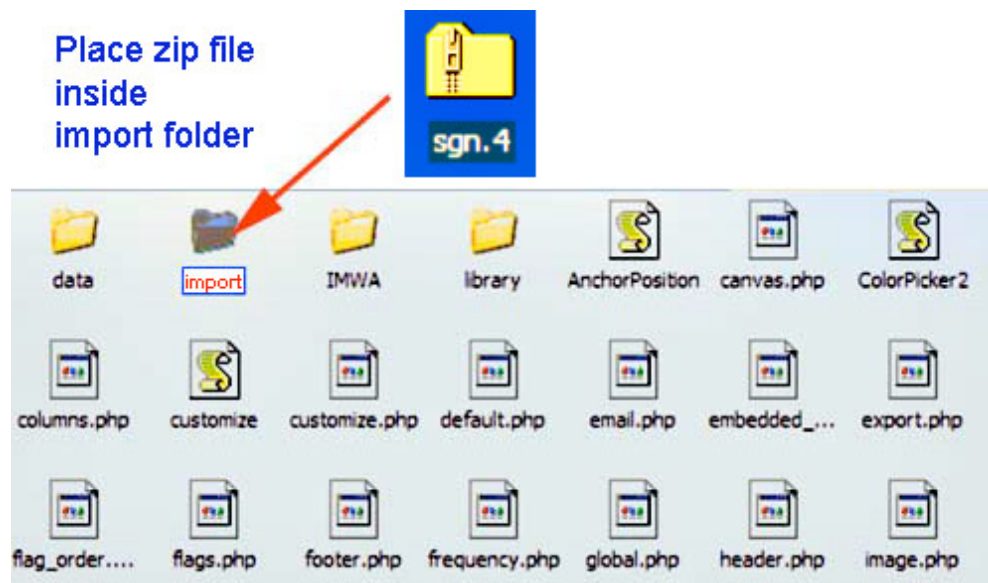 Place zip file
inside
import folder
sgn.4
data import IMWA library AnchorPosition canvas.php ColorPicker2
columns.php customize customize.php default.php email.php embedded_... export.php
flag_order.... flags.php footer.php frequency.php global.php header.php image.php